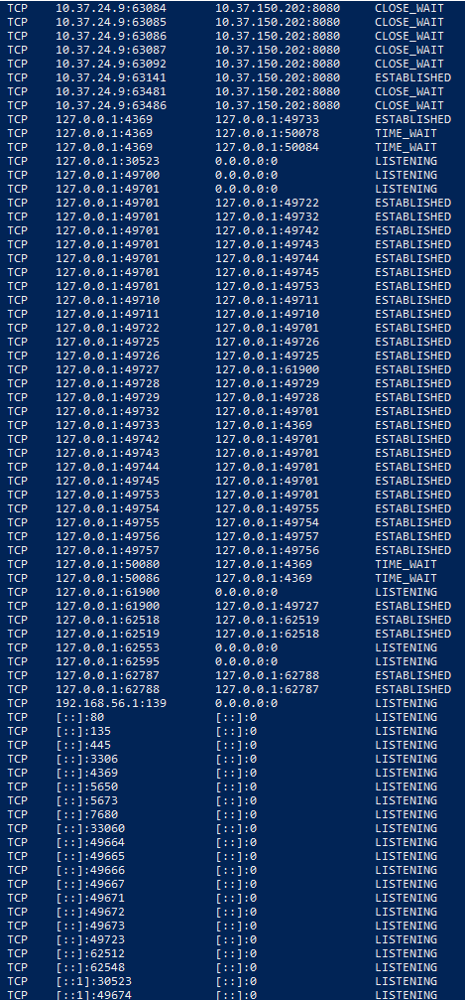 TCP 10.37.24.9:63084 10.37.150.202:8080 CLOSE_WAIT
TCP 10.37.24.9:63085 10.37.150.202:8080 CLOSE_WAIT
TCP 10.37.24.9:63086 10.37.150.202:8080 CLOSE_WAIT
TCP 10.37.24.9:63087 10.37.150.202:8080 CLOSE_WAIT
TCP 10.37.24.9:63092 10.37.150.202:8080 CLOSE_WAIT
TCP 10.37.24.9:63141 10.37.150.202:8080 ESTABLISHED
TCP 10.37.24.9:63481 10.37.150.202:8080 CLOSE_WAIT
TCP 10.37.24.9:63486 10.37.150.202:8080 CLOSE_WAIT
TCP 127.0.0.1:4369 127.0.0.1:49733 ESTABLISHED
TCP 127.0.0.1:4369 127.0.0.1:50078 TIME_WAIT
TCP 127.0.0.1:4369 127.0.0.1:50084 TIME_WAIT
TCP 127.0.0.1:30523 0.0.0.0:0 LISTENING
TCP 127.0.0.1:49700 0.0.0.0:0 LISTENING
TCP 127.0.0.1:49701 0.0.0.0:0 LISTENING
TCP 127.0.0.1:49701 127.0.0.1:49722 ESTABLISHED
TCP 127.0.0.1:49701 127.0.0.1:49732 ESTABLISHED
TCP 127.0.0.1:49701 127.0.0.1:49742 ESTABLISHED
TCP 127.0.0.1:49701 127.0.0.1:49743 ESTABLISHED
TCP 127.0.0.1:49701 127.0.0.1:49744 ESTABLISHED
TCP 127.0.0.1:49701 127.0.0.1:49745 ESTABLISHED
TCP 127.0.0.1:49701 127.0.0.1:49753 ESTABLISHED
TCP 127.0.0.1:49710 127.0.0.1:49711 ESTABLISHED
TCP 127.0.0.1:49711 127.0.0.1:49710 ESTABLISHED
TCP 127.0.0.1:49722 127.0.0.1:49701 ESTABLISHED
TCP 127.0.0.1:49725 127.0.0.1:49726 ESTABLISHED
TCP 127.0.0.1:49726 127.0.0.1:49725 ESTABLISHED
TCP 127.0.0.1:49727 127.0.0.1:61900 ESTABLISHED
TCP 127.0.0.1:49728 127.0.0.1:49729 ESTABLISHED
TCP 127.0.0.1:49729 127.0.0.1:49728 ESTABLISHED
TCP 127.0.0.1:49732 127.0.0.1:49701 ESTABLISHED
TCP 127.0.0.1:49733 127.0.0.1:4369 ESTABLISHED
TCP 127.0.0.1:49742 127.0.0.1:49701 ESTABLISHED
TCP 127.0.0.1:49743 127.0.0.1:49701 ESTABLISHED
TCP 127.0.0.1:49744 127.0.0.1:49701 ESTABLISHED
TCP 127.0.0.1:49745 127.0.0.1:49701 ESTABLISHED
TCP 127.0.0.1:49753 127.0.0.1:49701 ESTABLISHED
TCP 127.0.0.1:49754 127.0.0.1:49755 ESTABLISHED
TCP 127.0.0.1:49755 127.0.0.1:49754 ESTABLISHED
TCP 127.0.0.1:49756 127.0.0.1:49757 ESTABLISHED
TCP 127.0.0.1:49757 127.0.0.1:49756 ESTABLISHED
TCP 127.0.0.1:50080 127.0.0.1:4369 TIME_WAIT
TCP 127.0.0.1:50086 127.0.0.1:4369 TIME_WAIT
TCP 127.0.0.1:61900 0.0.0.0:0 LISTENING
TCP 127.0.0.1:61900 127.0.0.1:49727 ESTABLISHED
TCP 127.0.0.1:62518 127.0.0.1:62519 ESTABLISHED
TCP 127.0.0.1:62519 127.0.0.1:62518 ESTABLISHED
TCP 127.0.0.1:62553 0.0.0.0:0 LISTENING
TCP 127.0.0.1:62595 0.0.0.0:0 LISTENING
TCP 127.0.0.1:62787 127.0.0.1:62788 ESTABLISHED
TCP 127.0.0.1:62788 127.0.0.1:62787 ESTABLISHED
TCP 192.168.56.1:139 0.0.0.0:0 LISTENING
TCP [::]:80 [::]:0 LISTENING
TCP [::]:135 [::]:0 LISTENING
TCP [::]:445 [::]:0 LISTENING
TCP [::]:3306 [::]:0 LISTENING
TCP [::]:4369 [::]:0 LISTENING
TCP [::]:5650 [::]:0 LISTENING
TCP [::]:5673 [::]:0 LISTENING
TCP [::]:7680 [::]:0 LISTENING
TCP [::]:33060 [::]:0 LISTENING
TCP [::]:49664 [::]:0 LISTENING
TCP [::]:49665 [::]:0 LISTENING
TCP [::]:49666 [::]:0 LISTENING
TCP [::]:49667 [::]:0 LISTENING
TCP [::]:49671 [::]:0 LISTENING
TCP [::]:49672 [::]:0 LISTENING
TCP [::]:49673 [::]:0 LISTENING
TCP [::]:49723 [::]:0 LISTENING
TCP [::]:62512 [::]:0 LISTENING
TCP [::]:62548 [::]:0 LISTENING
TCP [::1]:30523 [::]:0 LISTENING
TCP [::1]:49674 [::]:0 LISTENING